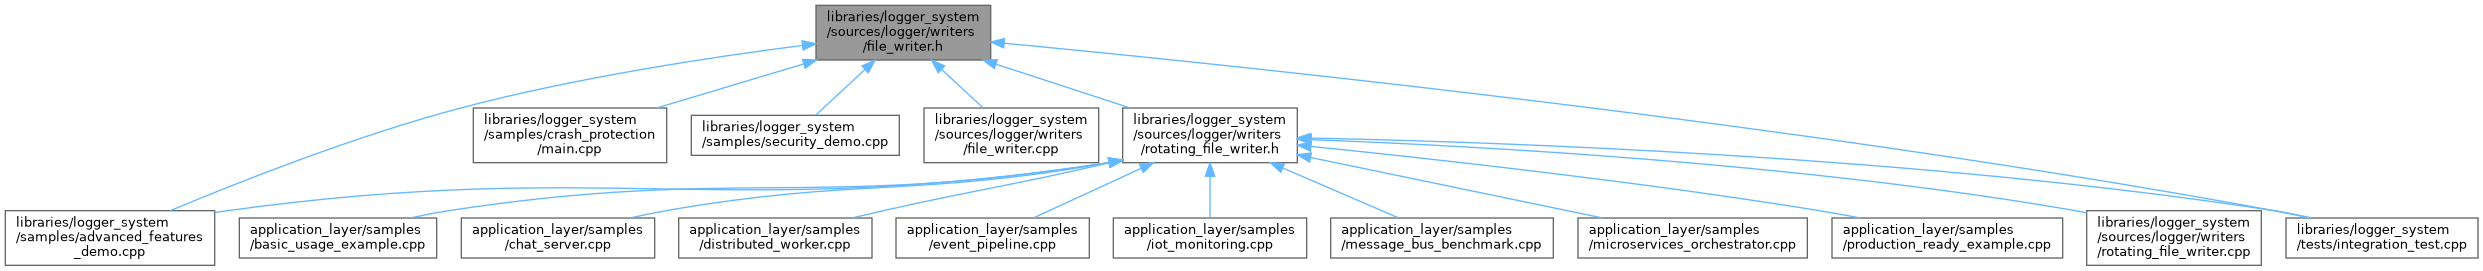 libraries/logger_system
/sources/logger/writers
/file_writer.h
libraries/logger_system
/samples/crash_protection
/main.cpp
libraries/logger_system
/samples/security_demo.cpp
libraries/logger_system
/sources/logger/writers
/file_writer.cpp
libraries/logger_system
/sources/logger/writers
/rotating_file_writer.h
libraries/logger_system
/samples/advanced_features
_demo.cpp
application_layer/samples
/basic_usage_example.cpp
application_layer/samples
/chat_server.cpp
application_layer/samples
/distributed_worker.cpp
application_layer/samples
/event_pipeline.cpp
application_layer/samples
/iot_monitoring.cpp
application_layer/samples
/message_bus_benchmark.cpp
application_layer/samples
/microservices_orchestrator.cpp
application_layer/samples
/production_ready_example.cpp
libraries/logger_system
/sources/logger/writers
/rotating_file_writer.cpp
libraries/logger_system
/tests/integration_test.cpp